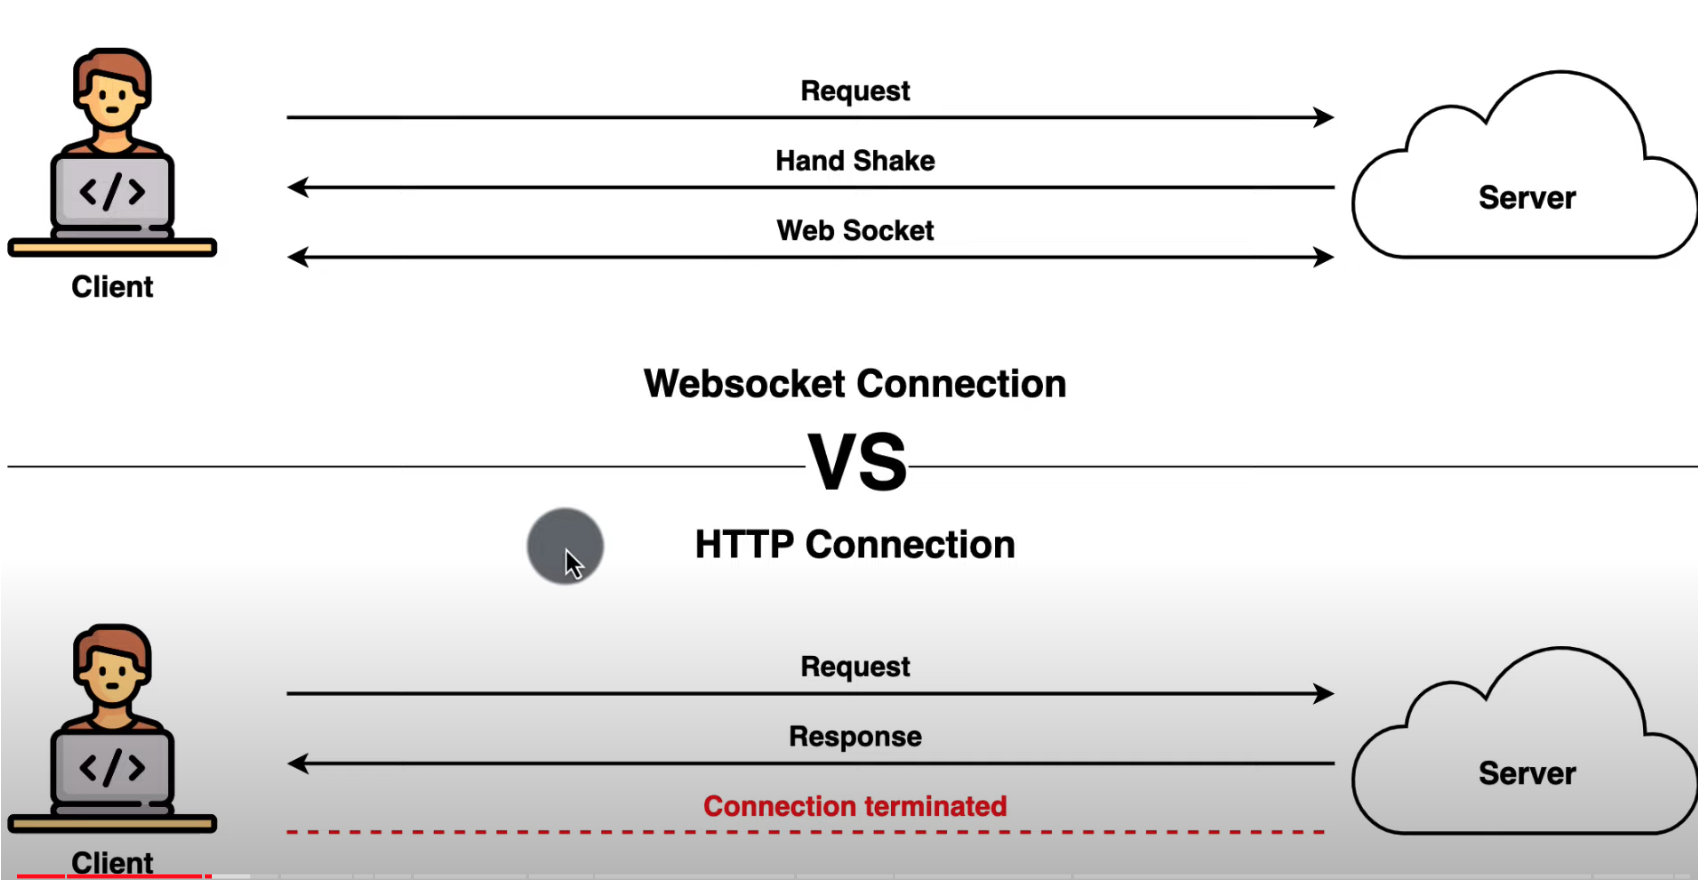 Request
Hand Shake
Web Socket
</>
Server
Client
Websocket Connection
VS
HTTP Connection
Request
Response
Connection terminated
</>
Server
Client